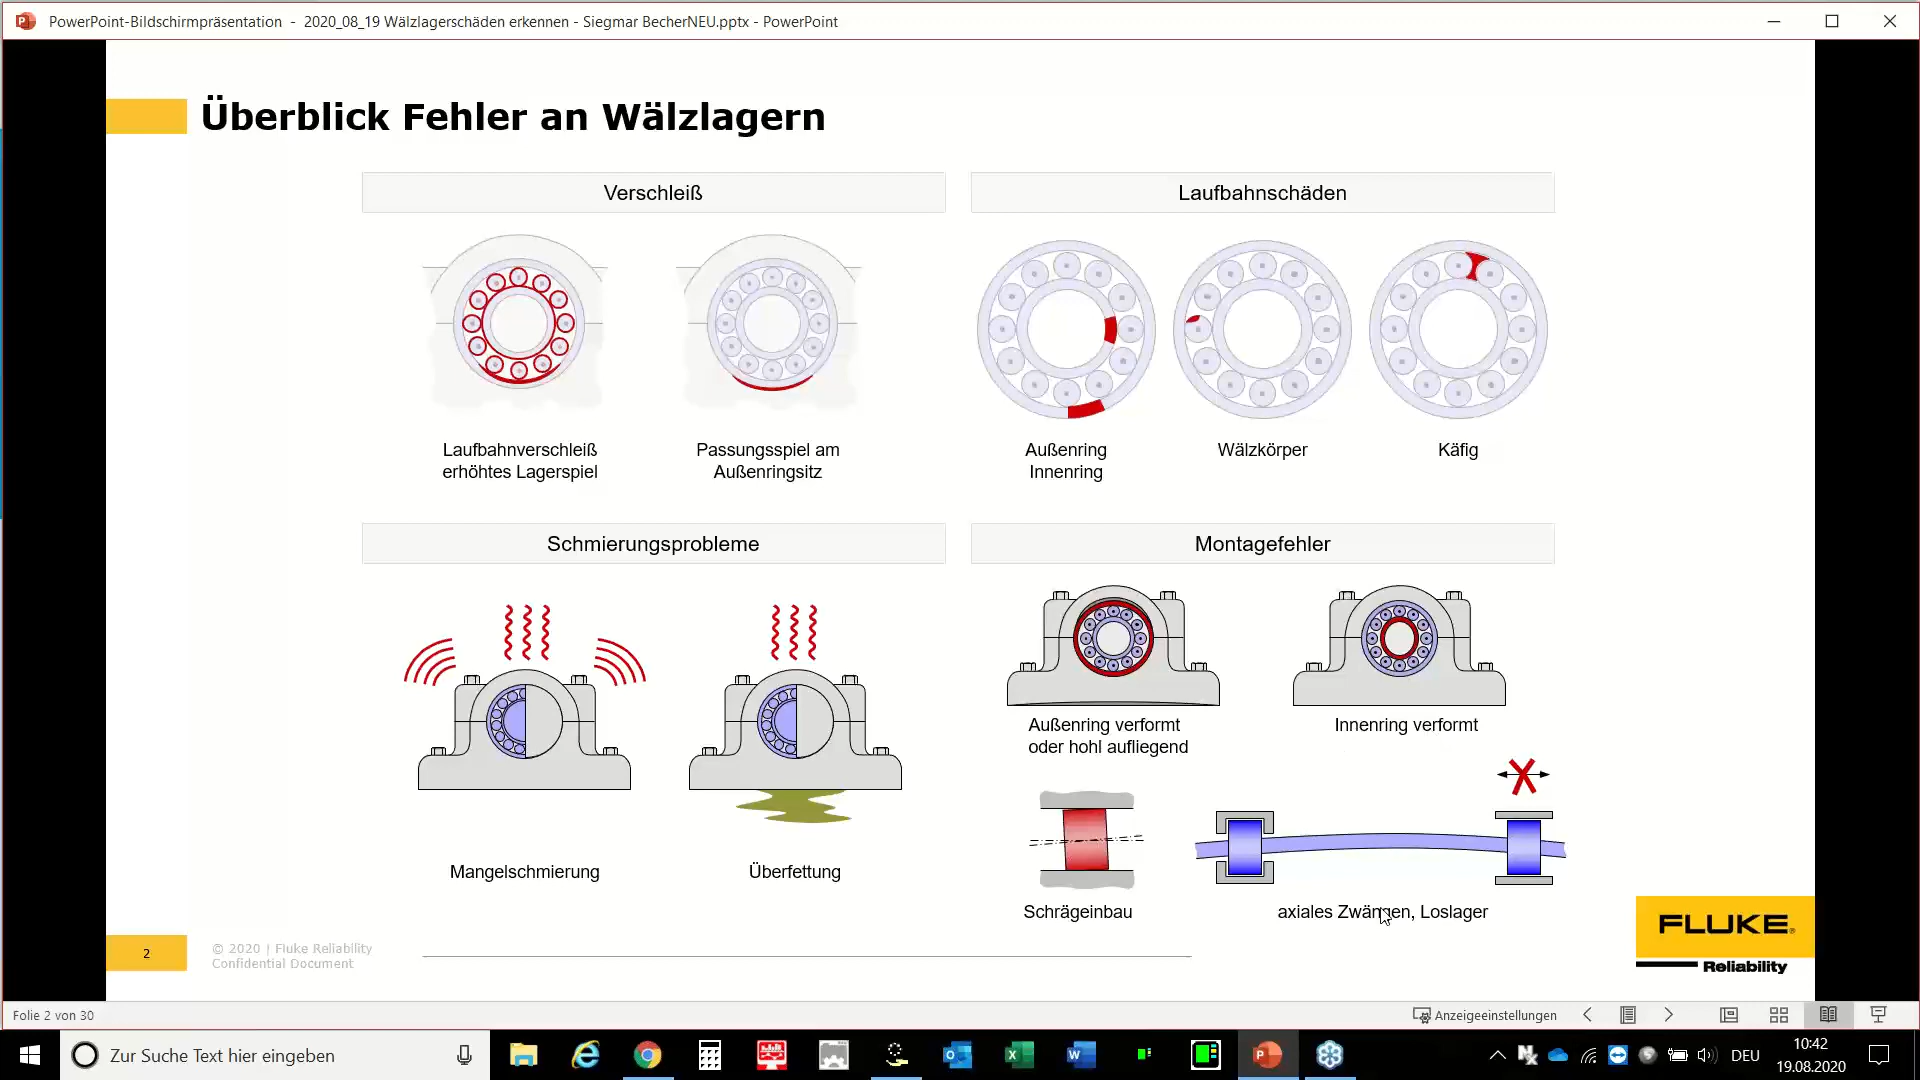 PowerPoint-Bildschirmpräsentation - 2020_08_19 Wälzlagerschäden erkennen - Siegmar BecherNEU.pptx - PowerPoint
Überblick Fehler an Wälzlagern
Verschleiß
Laufbahnverschleiß
erhöhtes Lagerspiel
Passungsspiel am
Außenringsitz
Laufbahnschäden
Außenring
Innenring
Wälzkörper
Käfig
Schmierungsprobleme
Mangelschmierung
Überfettung
Montagefehler
Außenring verformt
oder hohl aufliegend
Innenring verformt
Schrägeinbau
axiales Zwängen, Loslager
2
© 2020 | Fluke Reliability
Confidential Document
FLUKE®
Reliability
Folie 2 von 30
Anzeigeeinstellungen
Zur Suche Text hier eingeben
DEU
10:42
19.08.2020